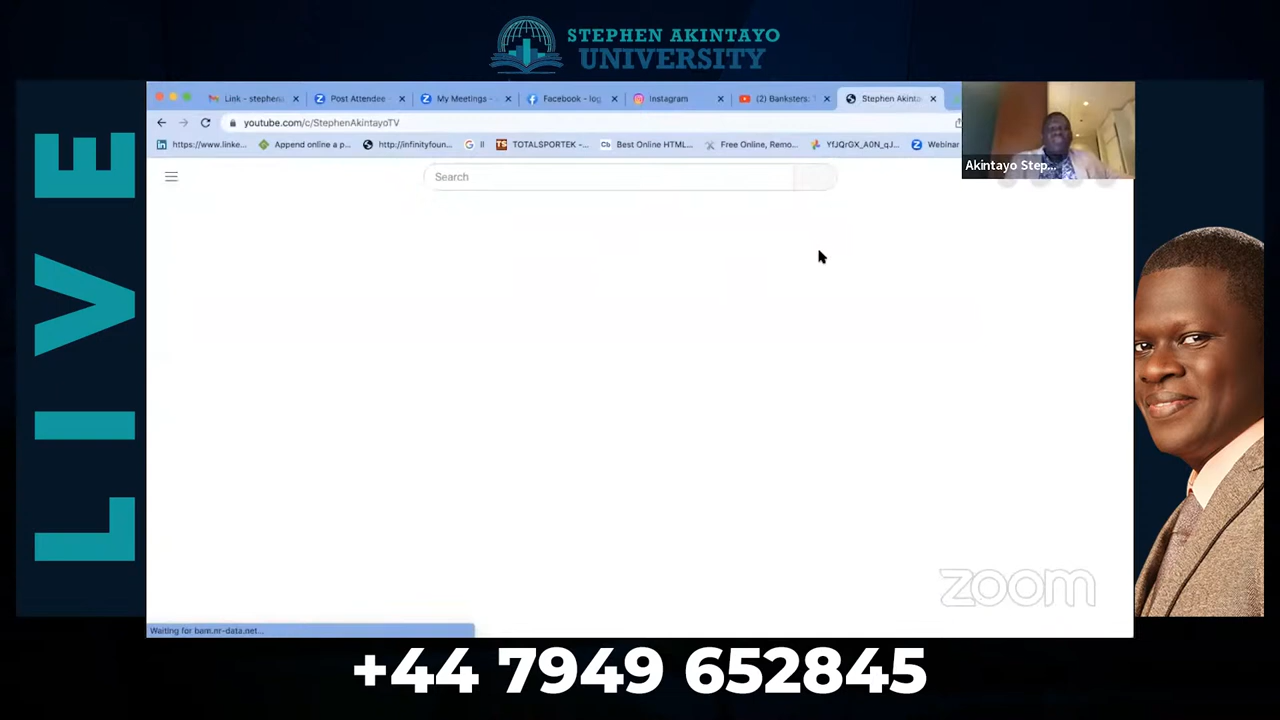 STEPHEN AKINTAYO
UNIVERSITY
LIVE
Link - stephena
Post Attendee -
My Meetings -
Facebook - log
Instagram
(2) Banksters: T
Stephen Akinta
youtube.com/c/StephenAkintayoTV
https://www.linke...
Append online a p...
http://infinityfoun...
TOTALSPORTEK -...
Best Online HTML...
Free Online, Remo...
YfJQrGX_A0N_qJ...
Webinar
Akintayo Step...
Search
zoom
Waiting for bam.nr-data.net...
+44 7949 652845